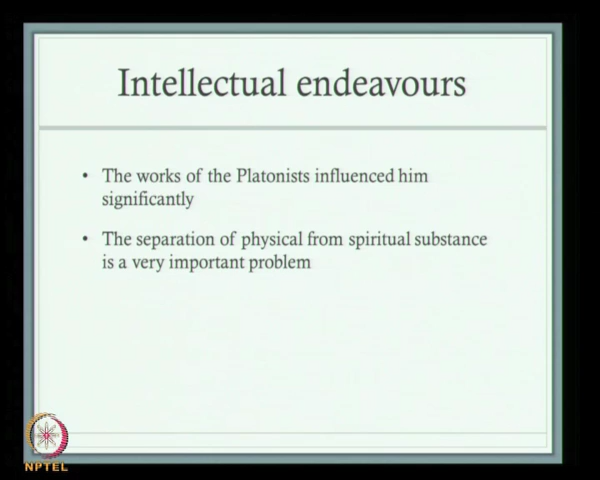 Intellectual endeavours
• The works of the Platonists influenced him
significantly
• The separation of physical from spiritual substance
is a very important problem
NPTEL